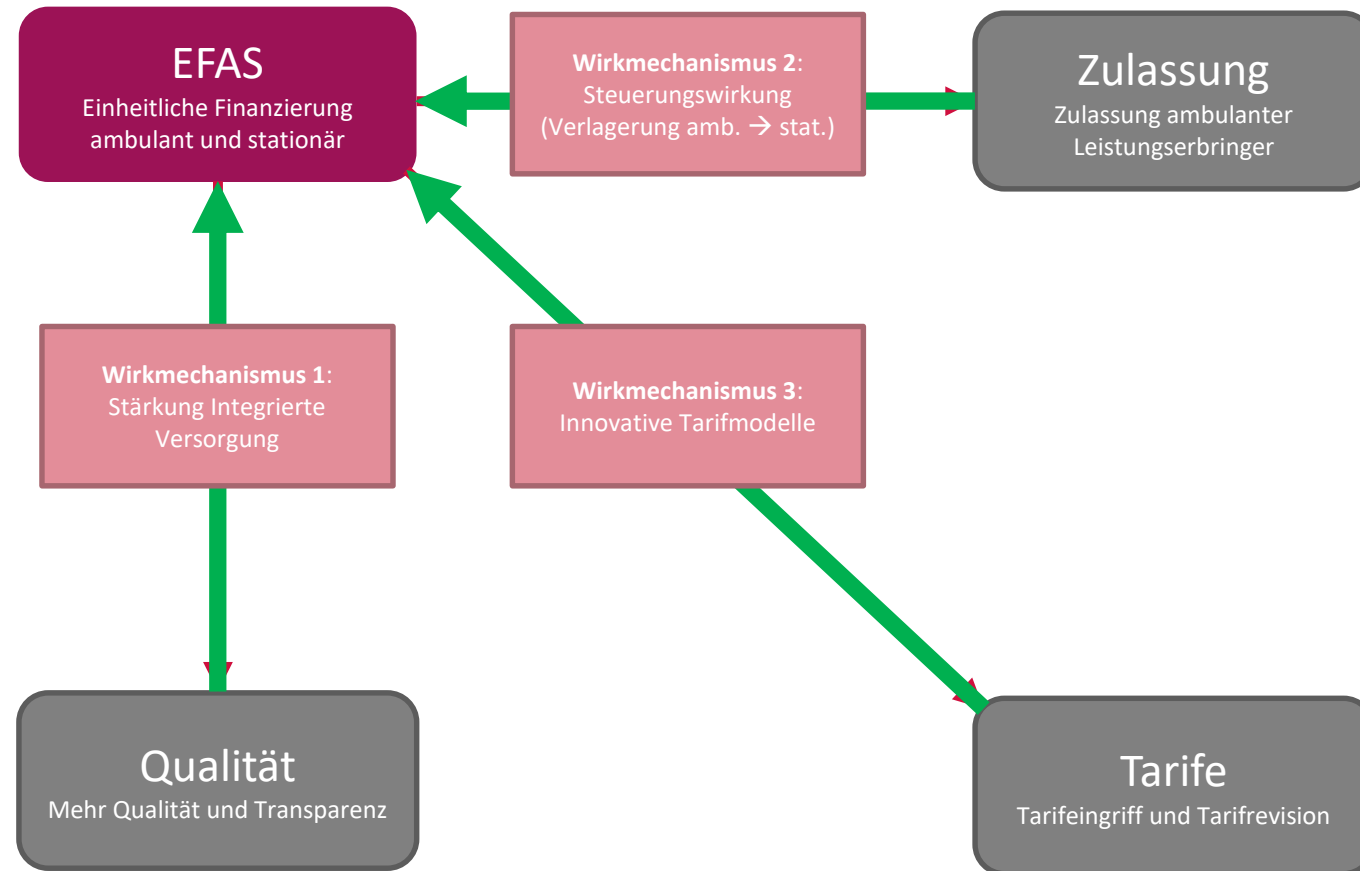 EFAS
Einheitliche Finanzierung
ambulant und stationär
Wirkmechanismus 2:
Steuerungswirkung
(Verlagerung amb. → stat.)
Zulassung
Zulassung ambulanter
Leistungserbringer
Wirkmechanismus 1:
Stärkung Integrierte
Versorgung
Wirkmechanismus 3:
Innovative Tarifmodelle
Qualität
Mehr Qualität und Transparenz
Tarife
Tarifeingriff und Tarifrevision